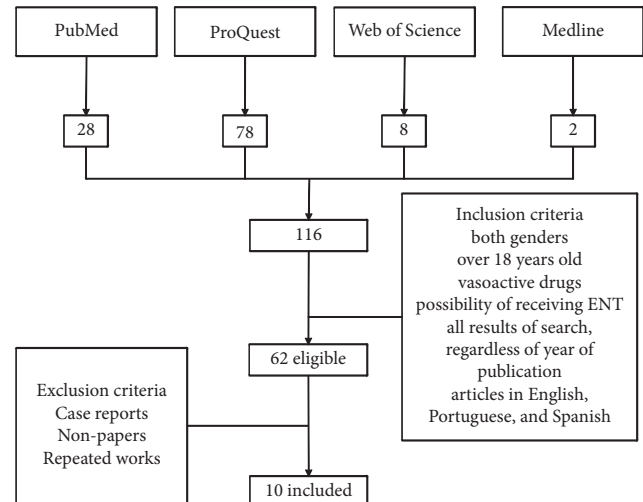 PubMed
ProQuest
Web of Science
Medline
28
78
8
2
116
Inclusion criteria
both genders
over 18 years old
vasoactive drugs
possibility of receiving ENT
all results of search,
regardless of year of
publication
articles in English,
Portuguese, and Spanish
62 eligible
Exclusion criteria
Case reports
Non-papers
Repeated works
10 included